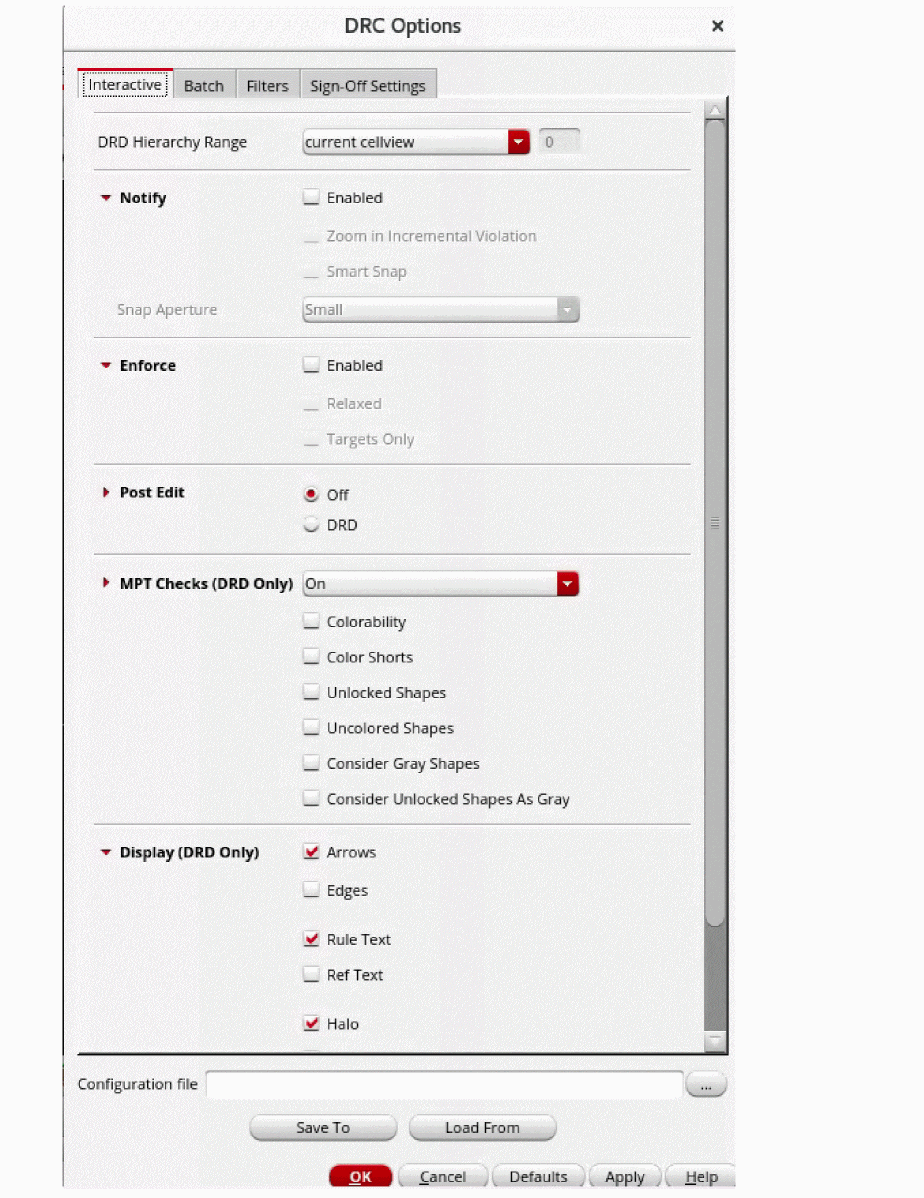 DRC Options
Interactive Batch Filters Sign-Off Settings
DRD Hierarchy Range current cellview 0
Notify Enabled
Zoom in Incremental Violation
Smart Snap
Snap Aperture Small
Enforce Enabled
Relaxed
Targets Only
Post Edit Off
DRD
MPT Checks (DRD Only) On
Colorability
Color Shorts
Unlocked Shapes
Uncolored Shapes
Consider Gray Shapes
Consider Unlocked Shapes As Gray
Display (DRD Only) Arrows
Edges
Rule Text
Ref Text
Halo
Configuration file ...
Save To Load From
OK Cancel Defaults Apply Help